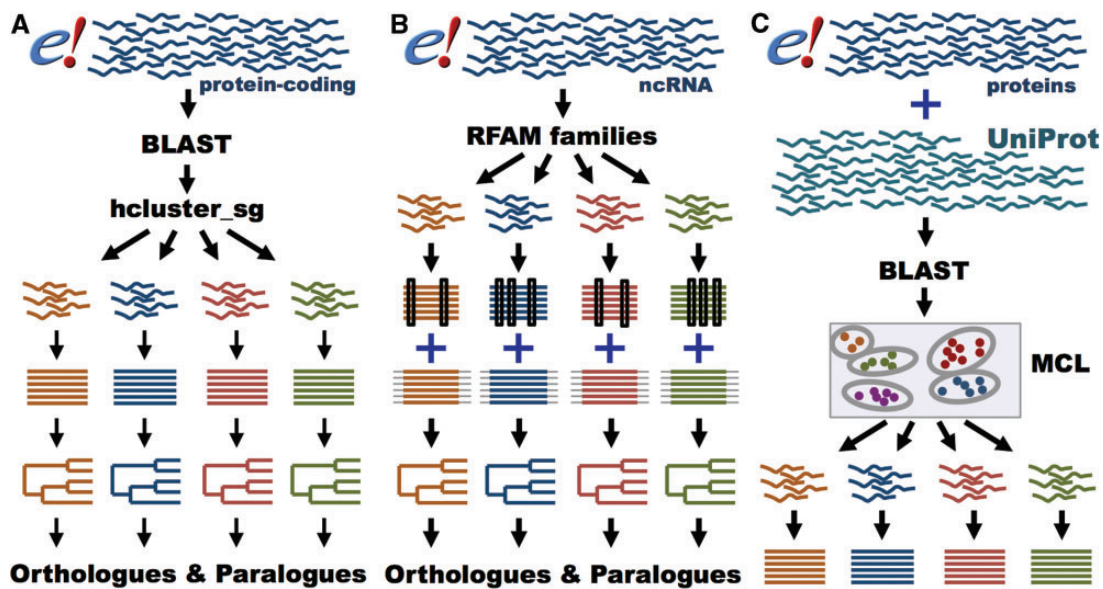 A
e!
protein-coding
BLAST
hcluster_sg
Orthologues & Paralogues
B
e!
ncRNA
RFAM families
Orthologues & Paralogues
C
e!
proteins
+
UniProt
BLAST
MCL